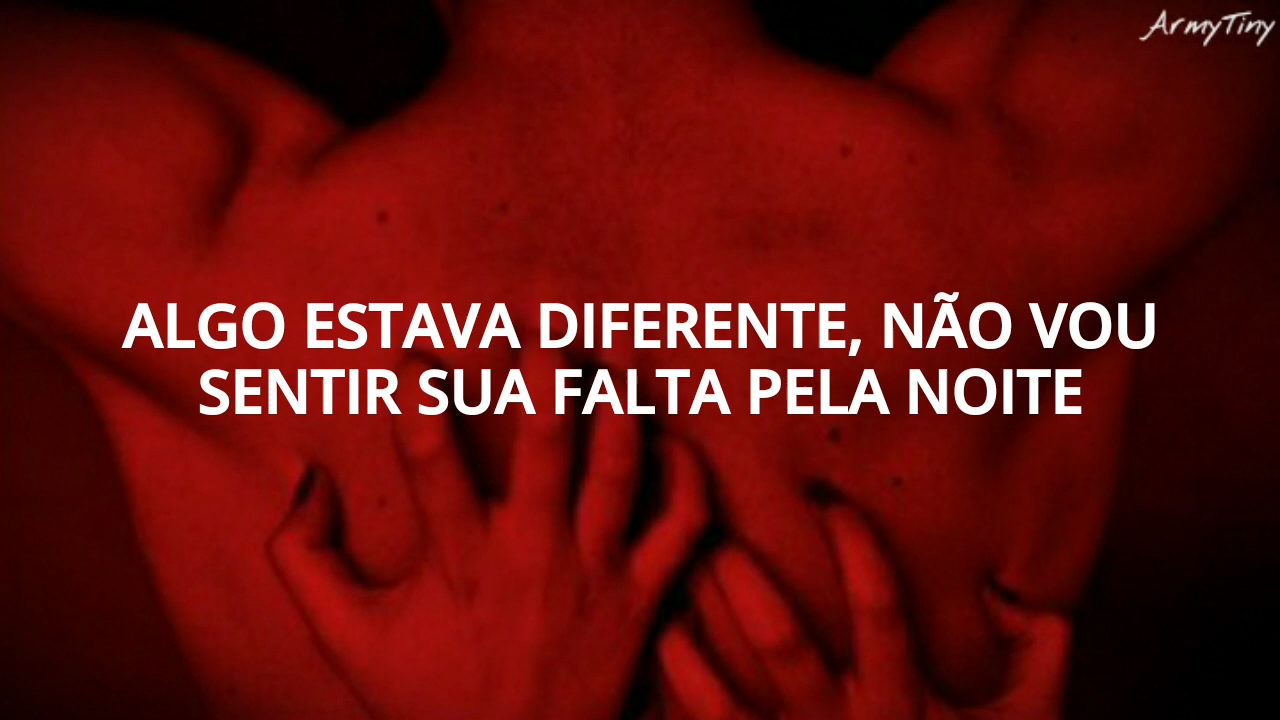 ArmyTiny
ALGO ESTAVA DIFERENTE, NÃO VOU
SENTIR SUA FALTA PELA NOITE